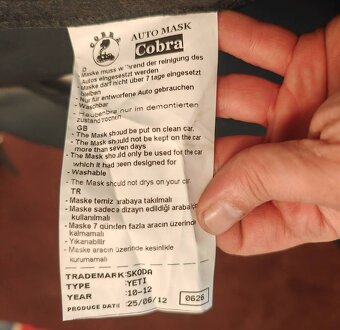 COBRA
AUTO MASK
Cobra
D
- Maske muss während der reinigung des
Autos eingesetzt werden
- Maske darf nicht über 7 tage eingesetzt
bleiben
- Nur für entworfene Auto gebrauchen
- Waschbar
- Haubenbra nur im demontierten
zustand trocknen
GB
- The Mask shoud be put on clean car.
- The Mask should not be kept on the car
more than seven days
- The Mask should only be used for the car
which it had been designed for
- Washable
- The Mask should not drys on your car.
TR
- Maske temiz arabaya takılmalı
- Maske sadece dizayn edildiği arabada
kullanılmalı
- Maske 7 günden fazla aracın üzerinde
kalmamalı
- Yıkanabilir
- Maske aracın üzerinde kesinlikle
kurumamalı
TRADEMARK:SKODA
TYPE :YETI
YEAR :10-12
PRODUCE DATE :25/06/12 0626